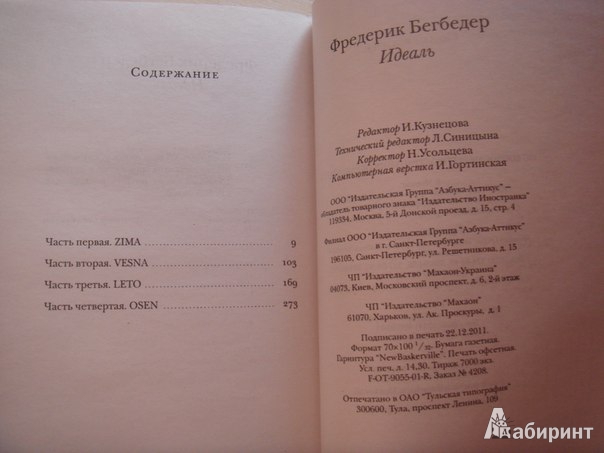 Содержание
Часть первая. ZIMA 9
Часть вторая. VESNA 103
Часть третья. LETO 169
Часть четвертая. OSEN 273
Фредерик Бегбедер
Идеаль
Редактор И.Кузнецова
Технический редактор Л.Синицына
Корректор Н.Усольцева
Компьютерная верстка И.Гортинская
ООО "Издательская Группа "Азбука-Аттикус" —
обладатель товарного знака "Издательство Иностранка"
119334, Москва, 5-й Донской проезд, д. 15, стр. 4
Филиал ООО "Издательская Группа "Азбука-Аттикус"
в г. Санкт-Петербурге
196105, Санкт-Петербург, ул. Решетникова, д. 15
ЧП "Издательство "Махаон-Украина"
04073, Киев, Московский проспект, д. 6, 2-й этаж
ЧП "Издательство "Махаон"
61070, Харьков, ул. Ак. Проскуры, д. 1
Подписано в печать 22.12.2011.
Формат 70×100 1/32. Бумага газетная.
Гарнитура "NewBaskerville". Печать офсетная.
Усл. печ. л. 14,30. Тираж 7000 экз.
F-OT-9055-01-R, Заказ № 4208.
Отпечатано в ОАО "Тульская типография"
300600, Тула, проспект Ленина, 109
Лабиринт